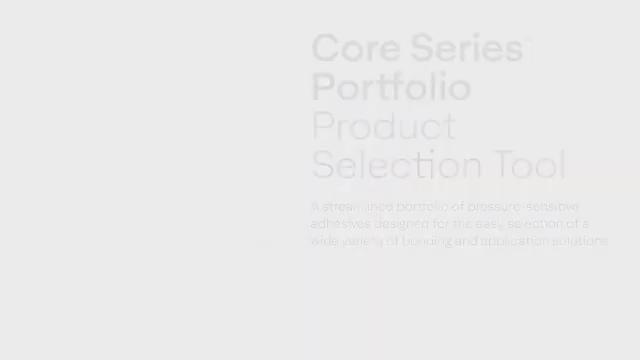 Core Series™
Portfolio
Product
Selection Tool
A streamlined portfolio of pressure-sensitive
adhesives designed for the easy selection of a
wide variety of bonding and application solutions